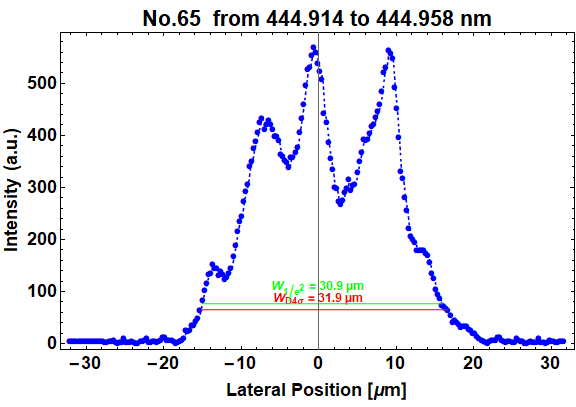 No.65 from 444.914 to 444.958 nm
Intensity (a.u.)
500
400
300
200
100
0
W1/e² = 30.9 µm
WD4σ = 31.9 µm
−30 −20 −10 0 10 20 30
Lateral Position [µm]